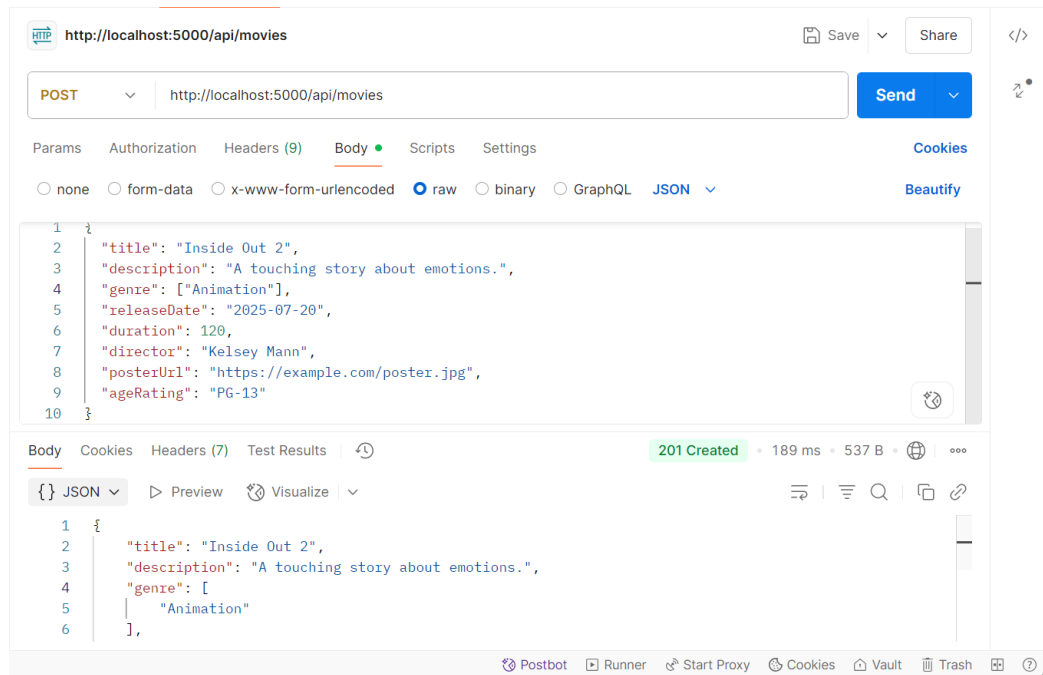 HTTP http://localhost:5000/api/movies Save Share </>
POST http://localhost:5000/api/movies Send
Params Authorization Headers (9) Body Scripts Settings Cookies
none form-data x-www-form-urlencoded raw binary GraphQL JSON Beautify
1 {
2 "title": "Inside Out 2",
3 "description": "A touching story about emotions.",
4 "genre": ["Animation"],
5 "releaseDate": "2025-07-20",
6 "duration": 120,
7 "director": "Kelsey Mann",
8 "posterUrl": "https://example.com/poster.jpg",
9 "ageRating": "PG-13"
10 }
Body Cookies Headers (7) Test Results 201 Created • 189 ms • 537 B •
{} JSON Preview Visualize
1 {
2 "title": "Inside Out 2",
3 "description": "A touching story about emotions.",
4 "genre": [
5 "Animation"
6 ],
Postbot Runner Start Proxy Cookies Vault Trash